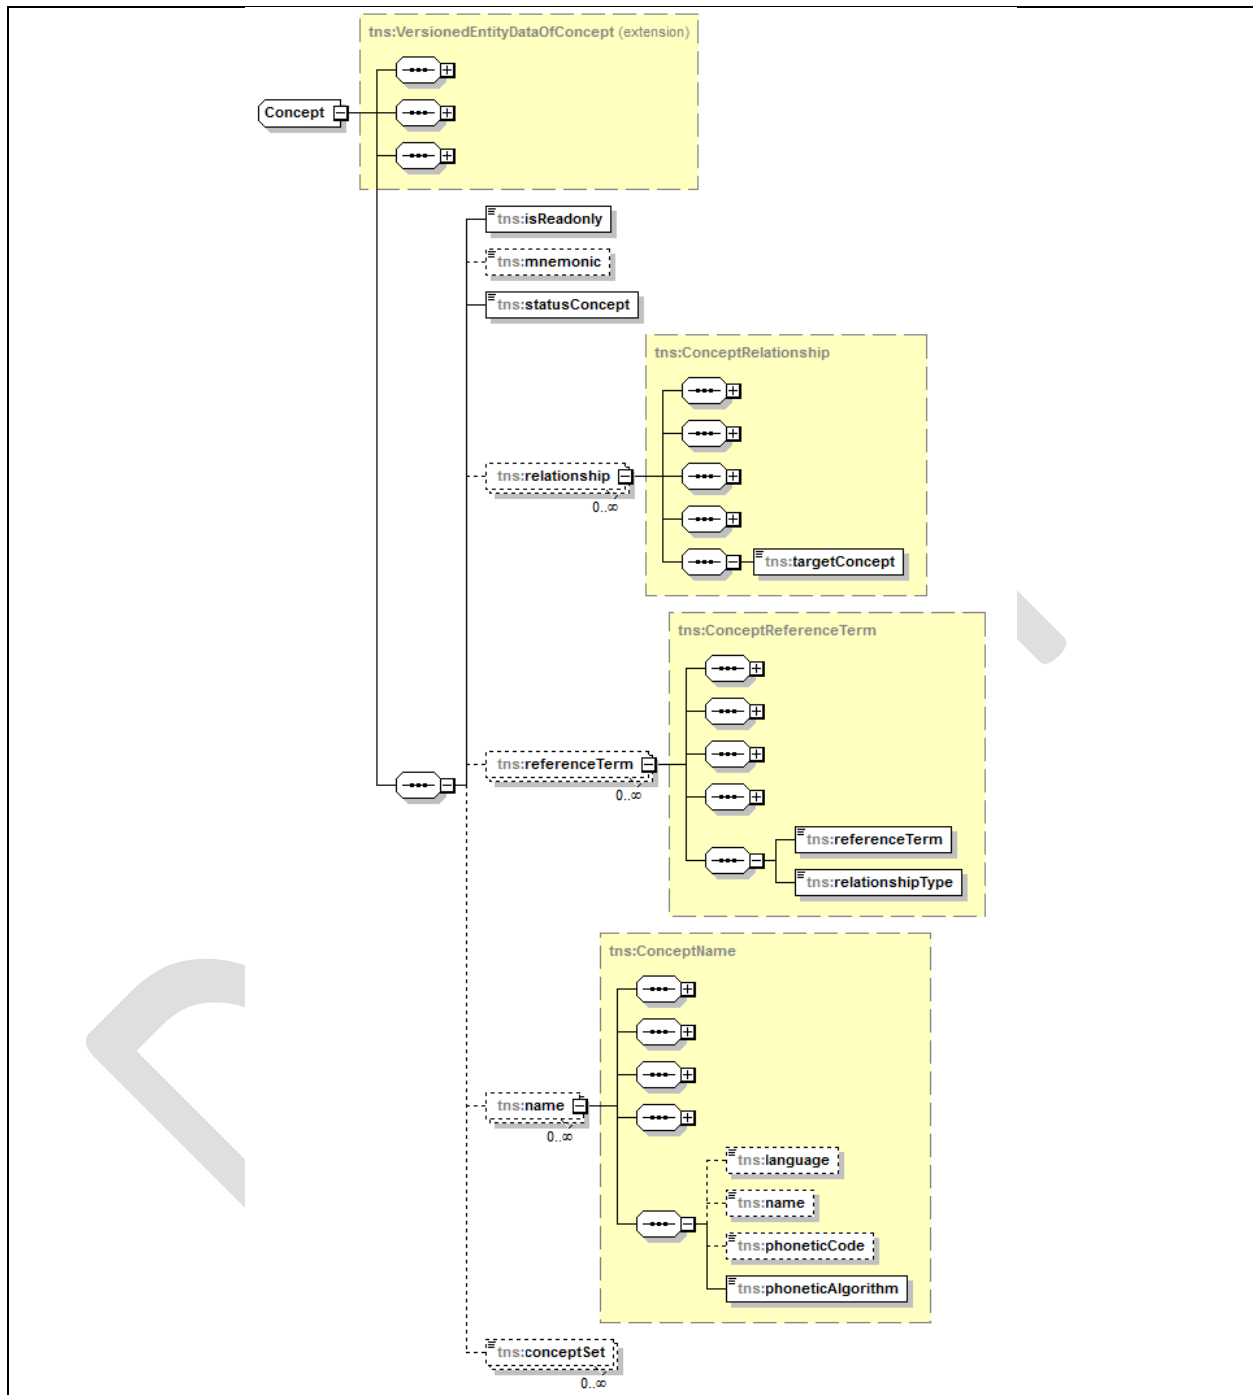 tns:VersionedEntityDataOfConcept (extension)
Concept
tns:isReadonly
tns:mnemonic
tns:statusConcept
tns:ConceptRelationship
tns:relationship
0..∞
tns:targetConcept
tns:ConceptReferenceTerm
tns:referenceTerm
0..∞
tns:referenceTerm
tns:relationshipType
tns:ConceptName
tns:name
0..∞
tns:language
tns:name
tns:phoneticCode
tns:phoneticAlgorithm
tns:conceptSet
0..∞